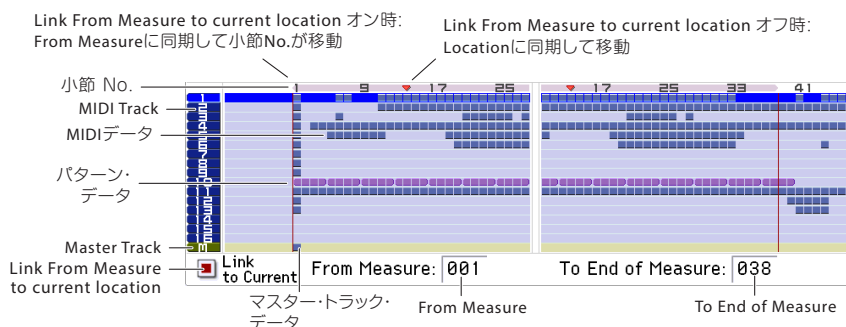 Link From Measure to current location オン時:
From Measureに同期して小節No.が移動
Link From Measure to current location オフ時:
Locationに同期して移動
小節 No.
1 9 17 25 17 25 33 41
MIDI Track
MIDIデータ
パターン・
データ
Master Track
Link From Measure
to current location
Link
to Current
From Measure: 001
To End of Measure: 038
マスター・トラック・
データ
From Measure
To End of Measure